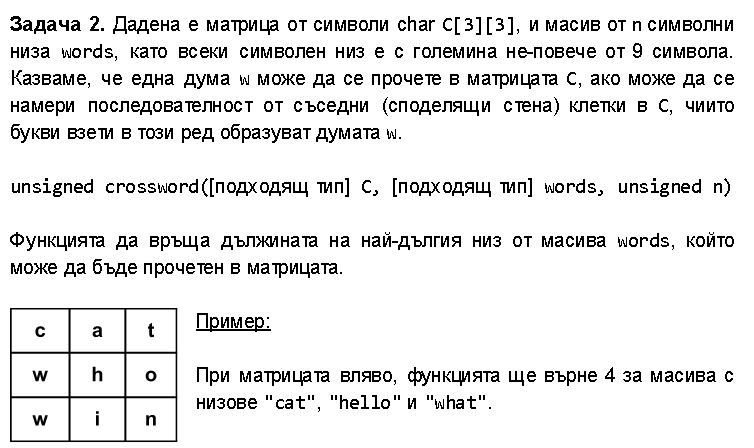 Задача 2. Дадена е матрица от символи char C[3][3], и масив от n символни
низа words, като всеки символен низ е с големина не-повече от 9 символа.
Казваме, че една дума w може да се прочете в матрицата C, ако може да се
намери последователност от съседни (споделящи стена) клетки в C, чиито
букви взети в този ред образуват думата w.
unsigned crossword([подходящ тип] C, [подходящ тип] words, unsigned n)
Функцията да връща дължината на най-дългия низ от масива words, който
може да бъде прочетен в матрицата.
c a t
w h o
w i n
Пример:
При матрицата вляво, функцията ще върне 4 за масива с
низове "cat", "hello" и "what".